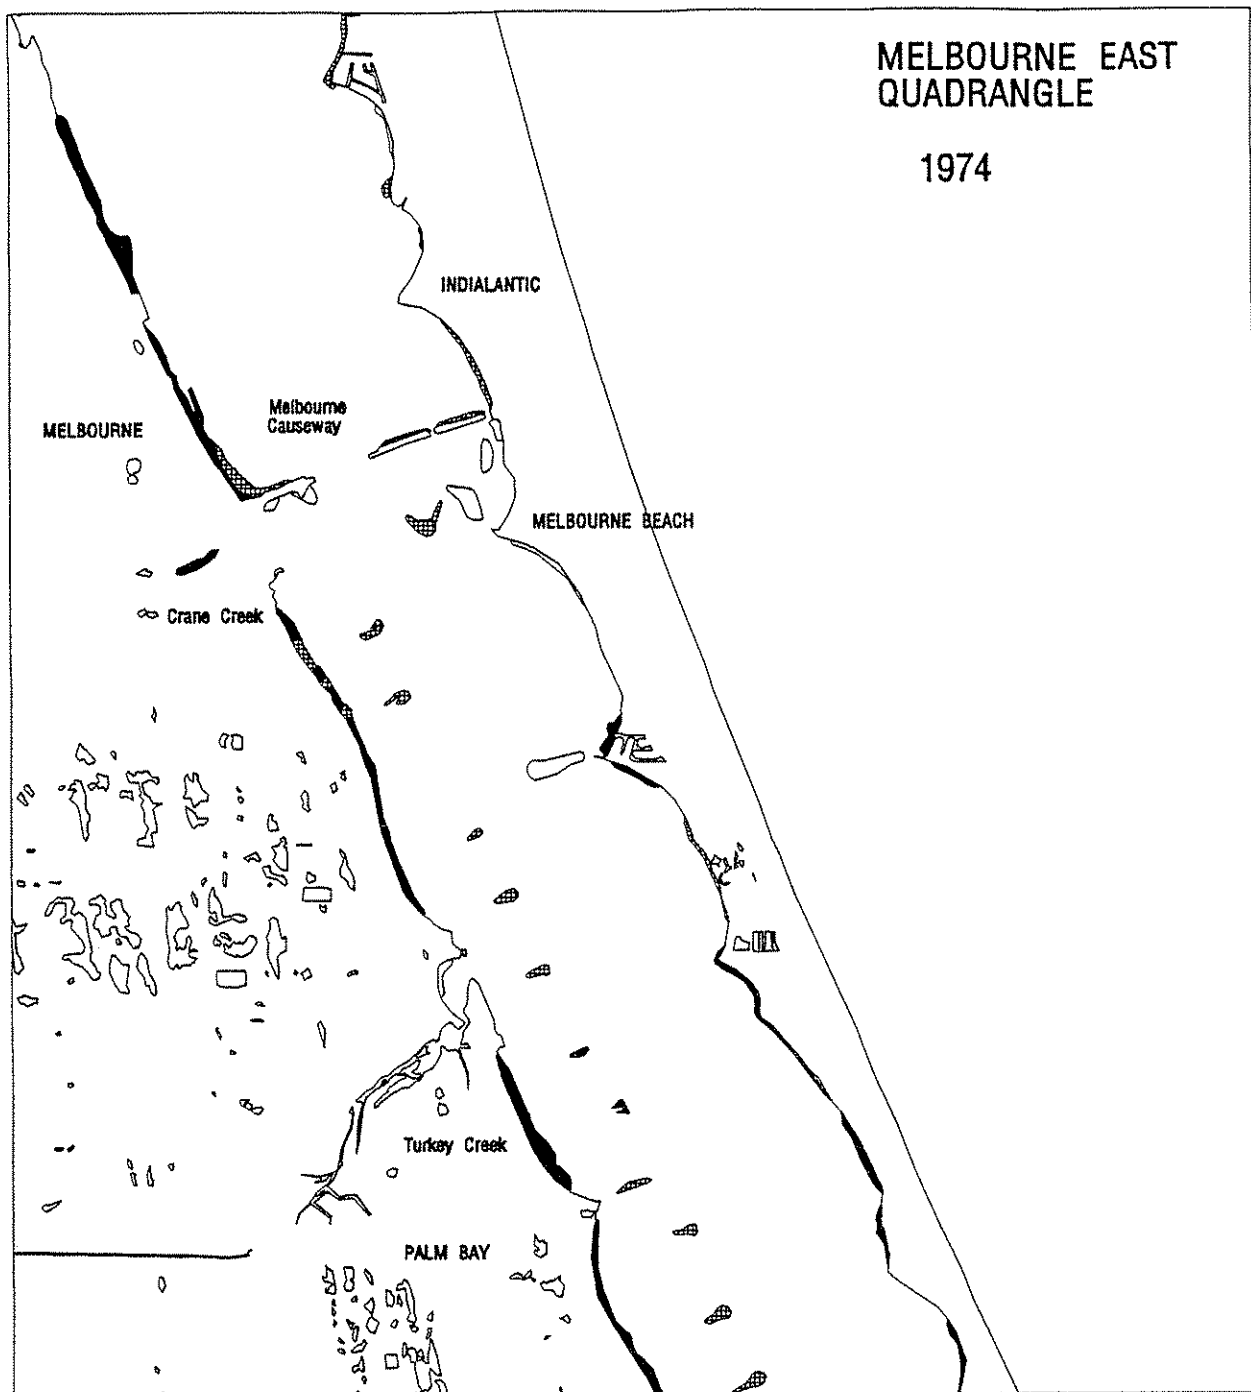 MELBOURNE EAST
QUADRANGLE
1974
INDIALANTIC
Melbourne
Causeway
MELBOURNE
MELBOURNE BEACH
Crane Creek
Turkey Creek
PALM BAY